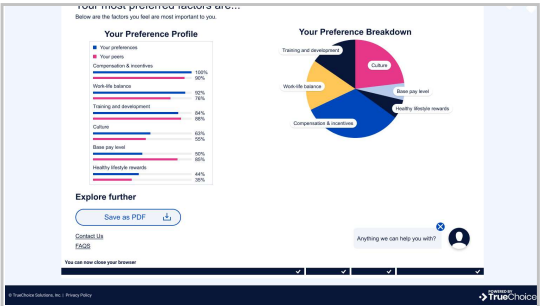 Your most preferred factors are...
Below are the factors you feel are most important to you.
Your Preference Profile
Your preferences
Your peers
Compensation & incentives
100%
90%
Work-life balance
92%
76%
Training and development
84%
88%
Culture
63%
55%
Base pay level
50%
85%
Healthy lifestyle rewards
44%
35%
Your Preference Breakdown
Training and development
Culture
Work-life balance
Base pay level
Healthy lifestyle rewards
Compensation & incentives
Explore further
Save as PDF
Contact Us
FAQS
Anything we can help you with?
You can now close your browser
© TrueChoice Solutions, Inc. | Privacy Policy
POWERED BY
TrueChoice